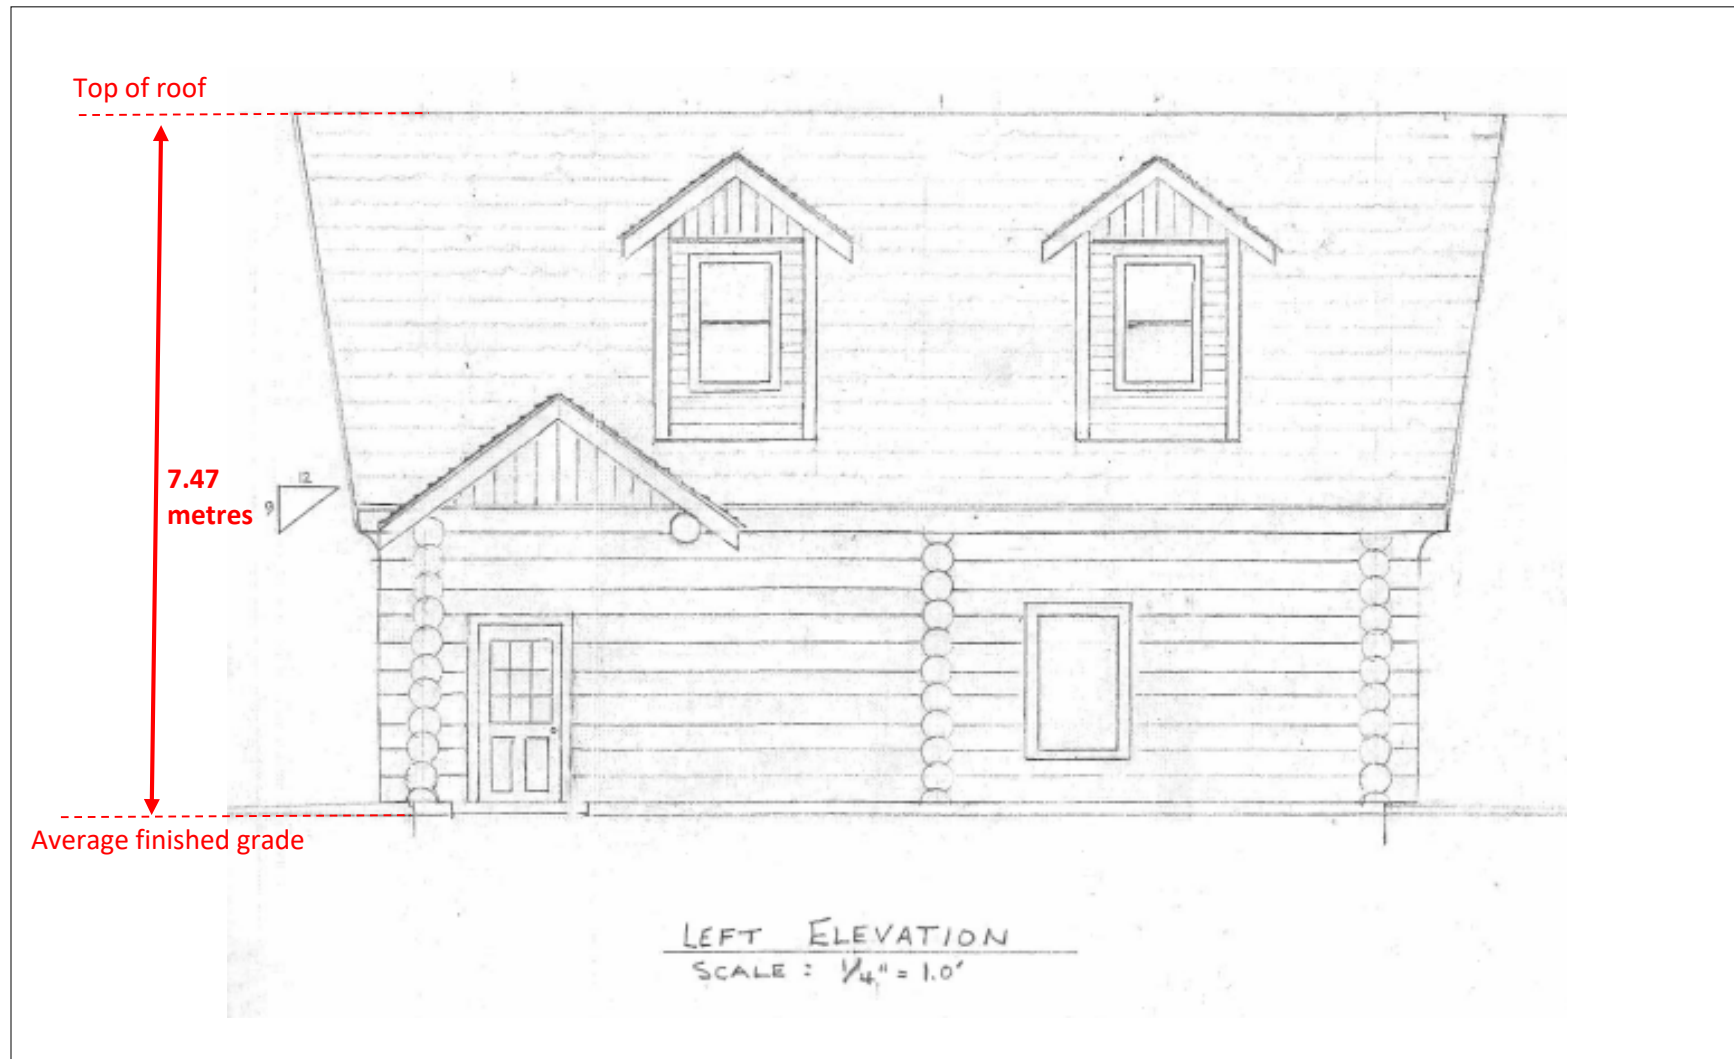 Top of roof
7.47
metres
12
9
Average finished grade
LEFT ELEVATION
SCALE : 1/4" = 1.0'